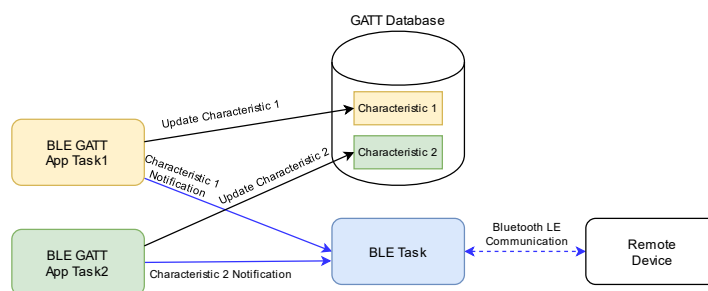 GATT Database
Characteristic 1
Update Characteristic 1
BLE GATT
App Task1
Characteristic 2
Characteristic 1
Notification
Update Characteristic 2
BLE GATT
App Task2
Characteristic 2 Notification
BLE Task
Bluetooth LE
Communication
Remote
Device